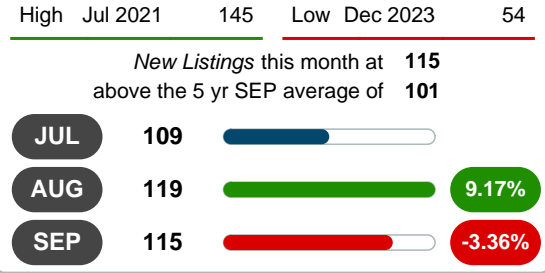 High Jul 2021 145 Low Dec 2023 54
New Listings this month at 115
above the 5 yr SEP average of 101
JUL 109
AUG 119 9.17%
SEP 115 -3.36%